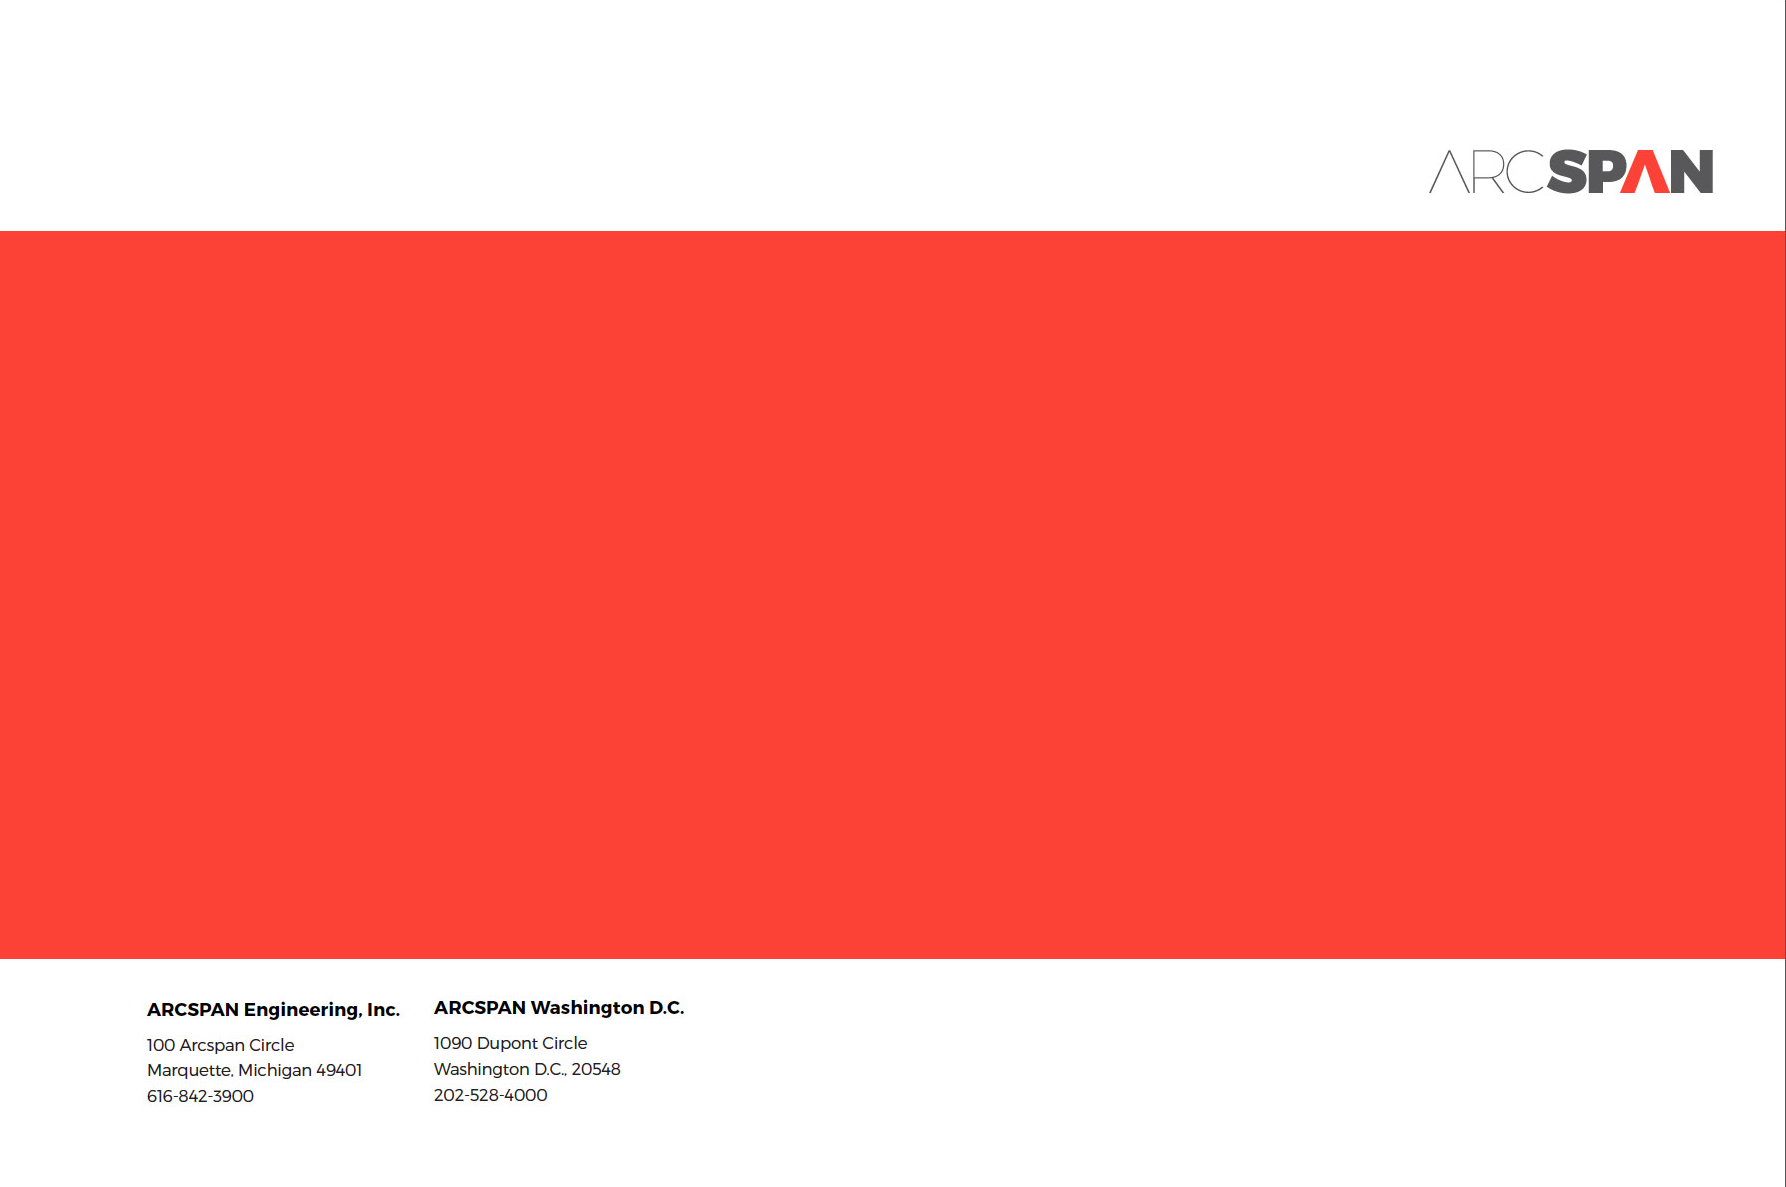 ARCSPAN
ARCSPAN Engineering, Inc.
100 Arcspan Circle
Marquette, Michigan 49401
616-842-3900
ARCSPAN Washington D.C.
1090 Dupont Circle
Washington D.C., 20548
202-528-4000